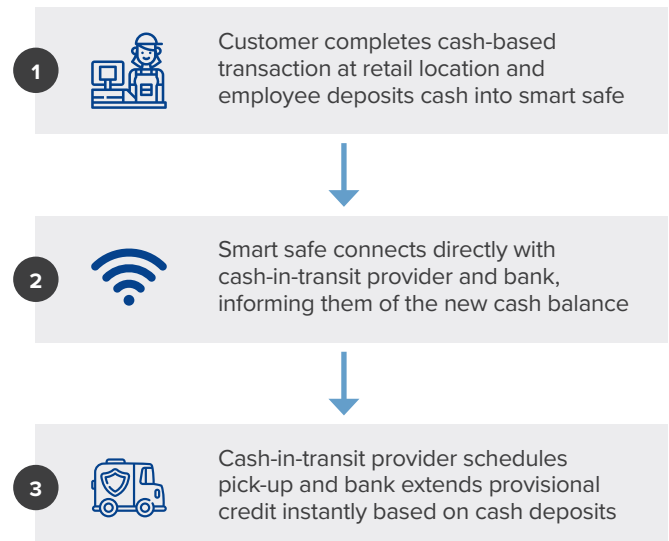 1
Customer completes cash-based
transaction at retail location and
employee deposits cash into smart safe
2
Smart safe connects directly with
cash-in-transit provider and bank,
informing them of the new cash balance
3
Cash-in-transit provider schedules
pick-up and bank extends provisional
credit instantly based on cash deposits